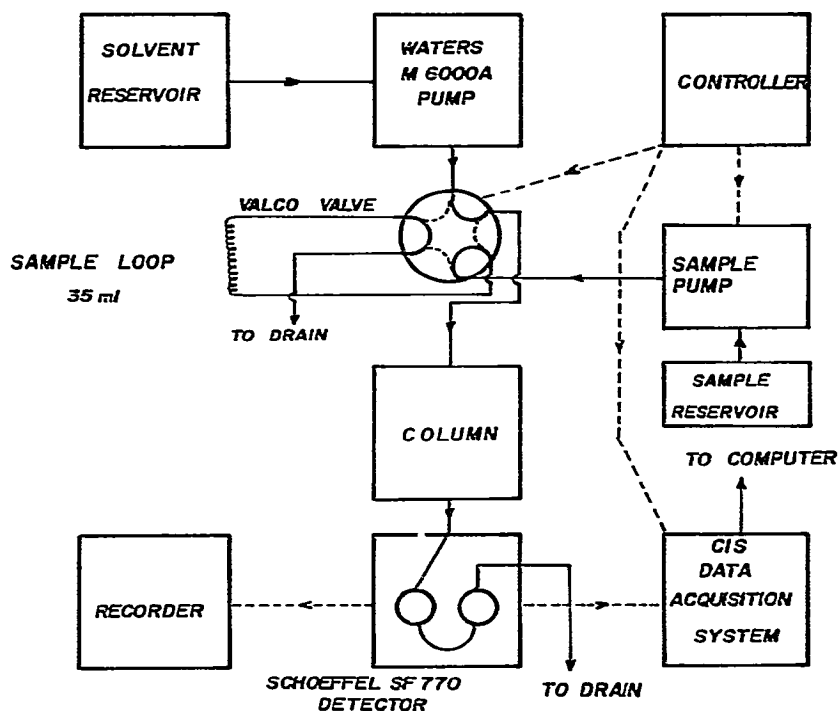 SOLVENT
RESERVOIR
WATERS
M 6000A
PUMP
CONTROLLER
VALCO VALVE
SAMPLE LOOP
35 ml
TO DRAIN
SAMPLE
PUMP
SAMPLE
RESERVOIR
COLUMN
TO COMPUTER
RECORDER
CIS
DATA
ACQUISITION
SYSTEM
SCHOEFFEL SF 770
DETECTOR
TO DRAIN